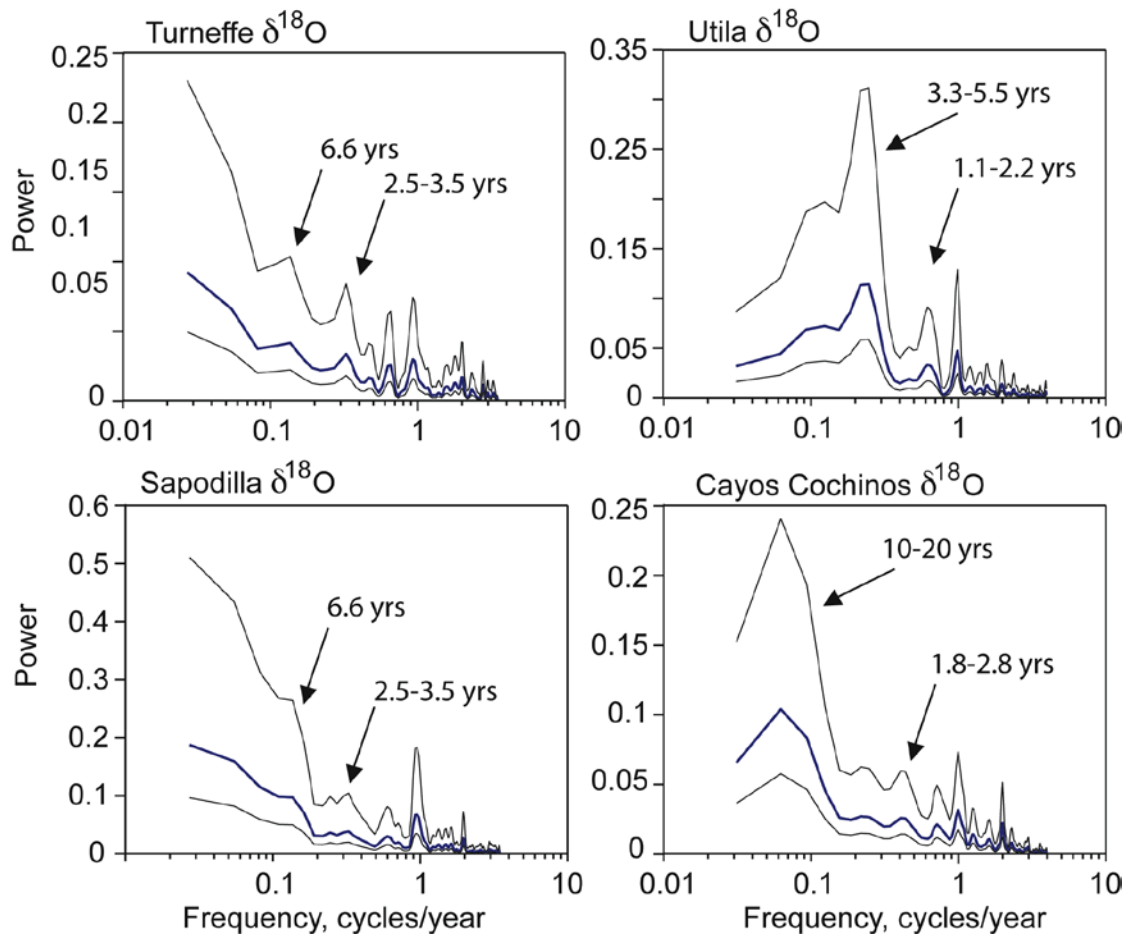 Turneffe δ18O
0.25
0.2
0.15
0.1
0.05
0
Power
6.6 yrs
2.5-3.5 yrs
0.01 0.1 1 10
Utila δ18O
0.35
0.25
0.15
0.05
0
3.3-5.5 yrs
1.1-2.2 yrs
0.01 0.1 1 10
Sapodilla δ18O
0.6
0.5
0.4
0.3
0.2
0.1
0
Power
6.6 yrs
2.5-3.5 yrs
0.1 1 10
Frequency, cycles/year
Cayos Cochinos δ18O
0.25
0.2
0.15
0.1
0.05
0
10-20 yrs
1.8-2.8 yrs
0.01 0.1 1 10
Frequency, cycles/year